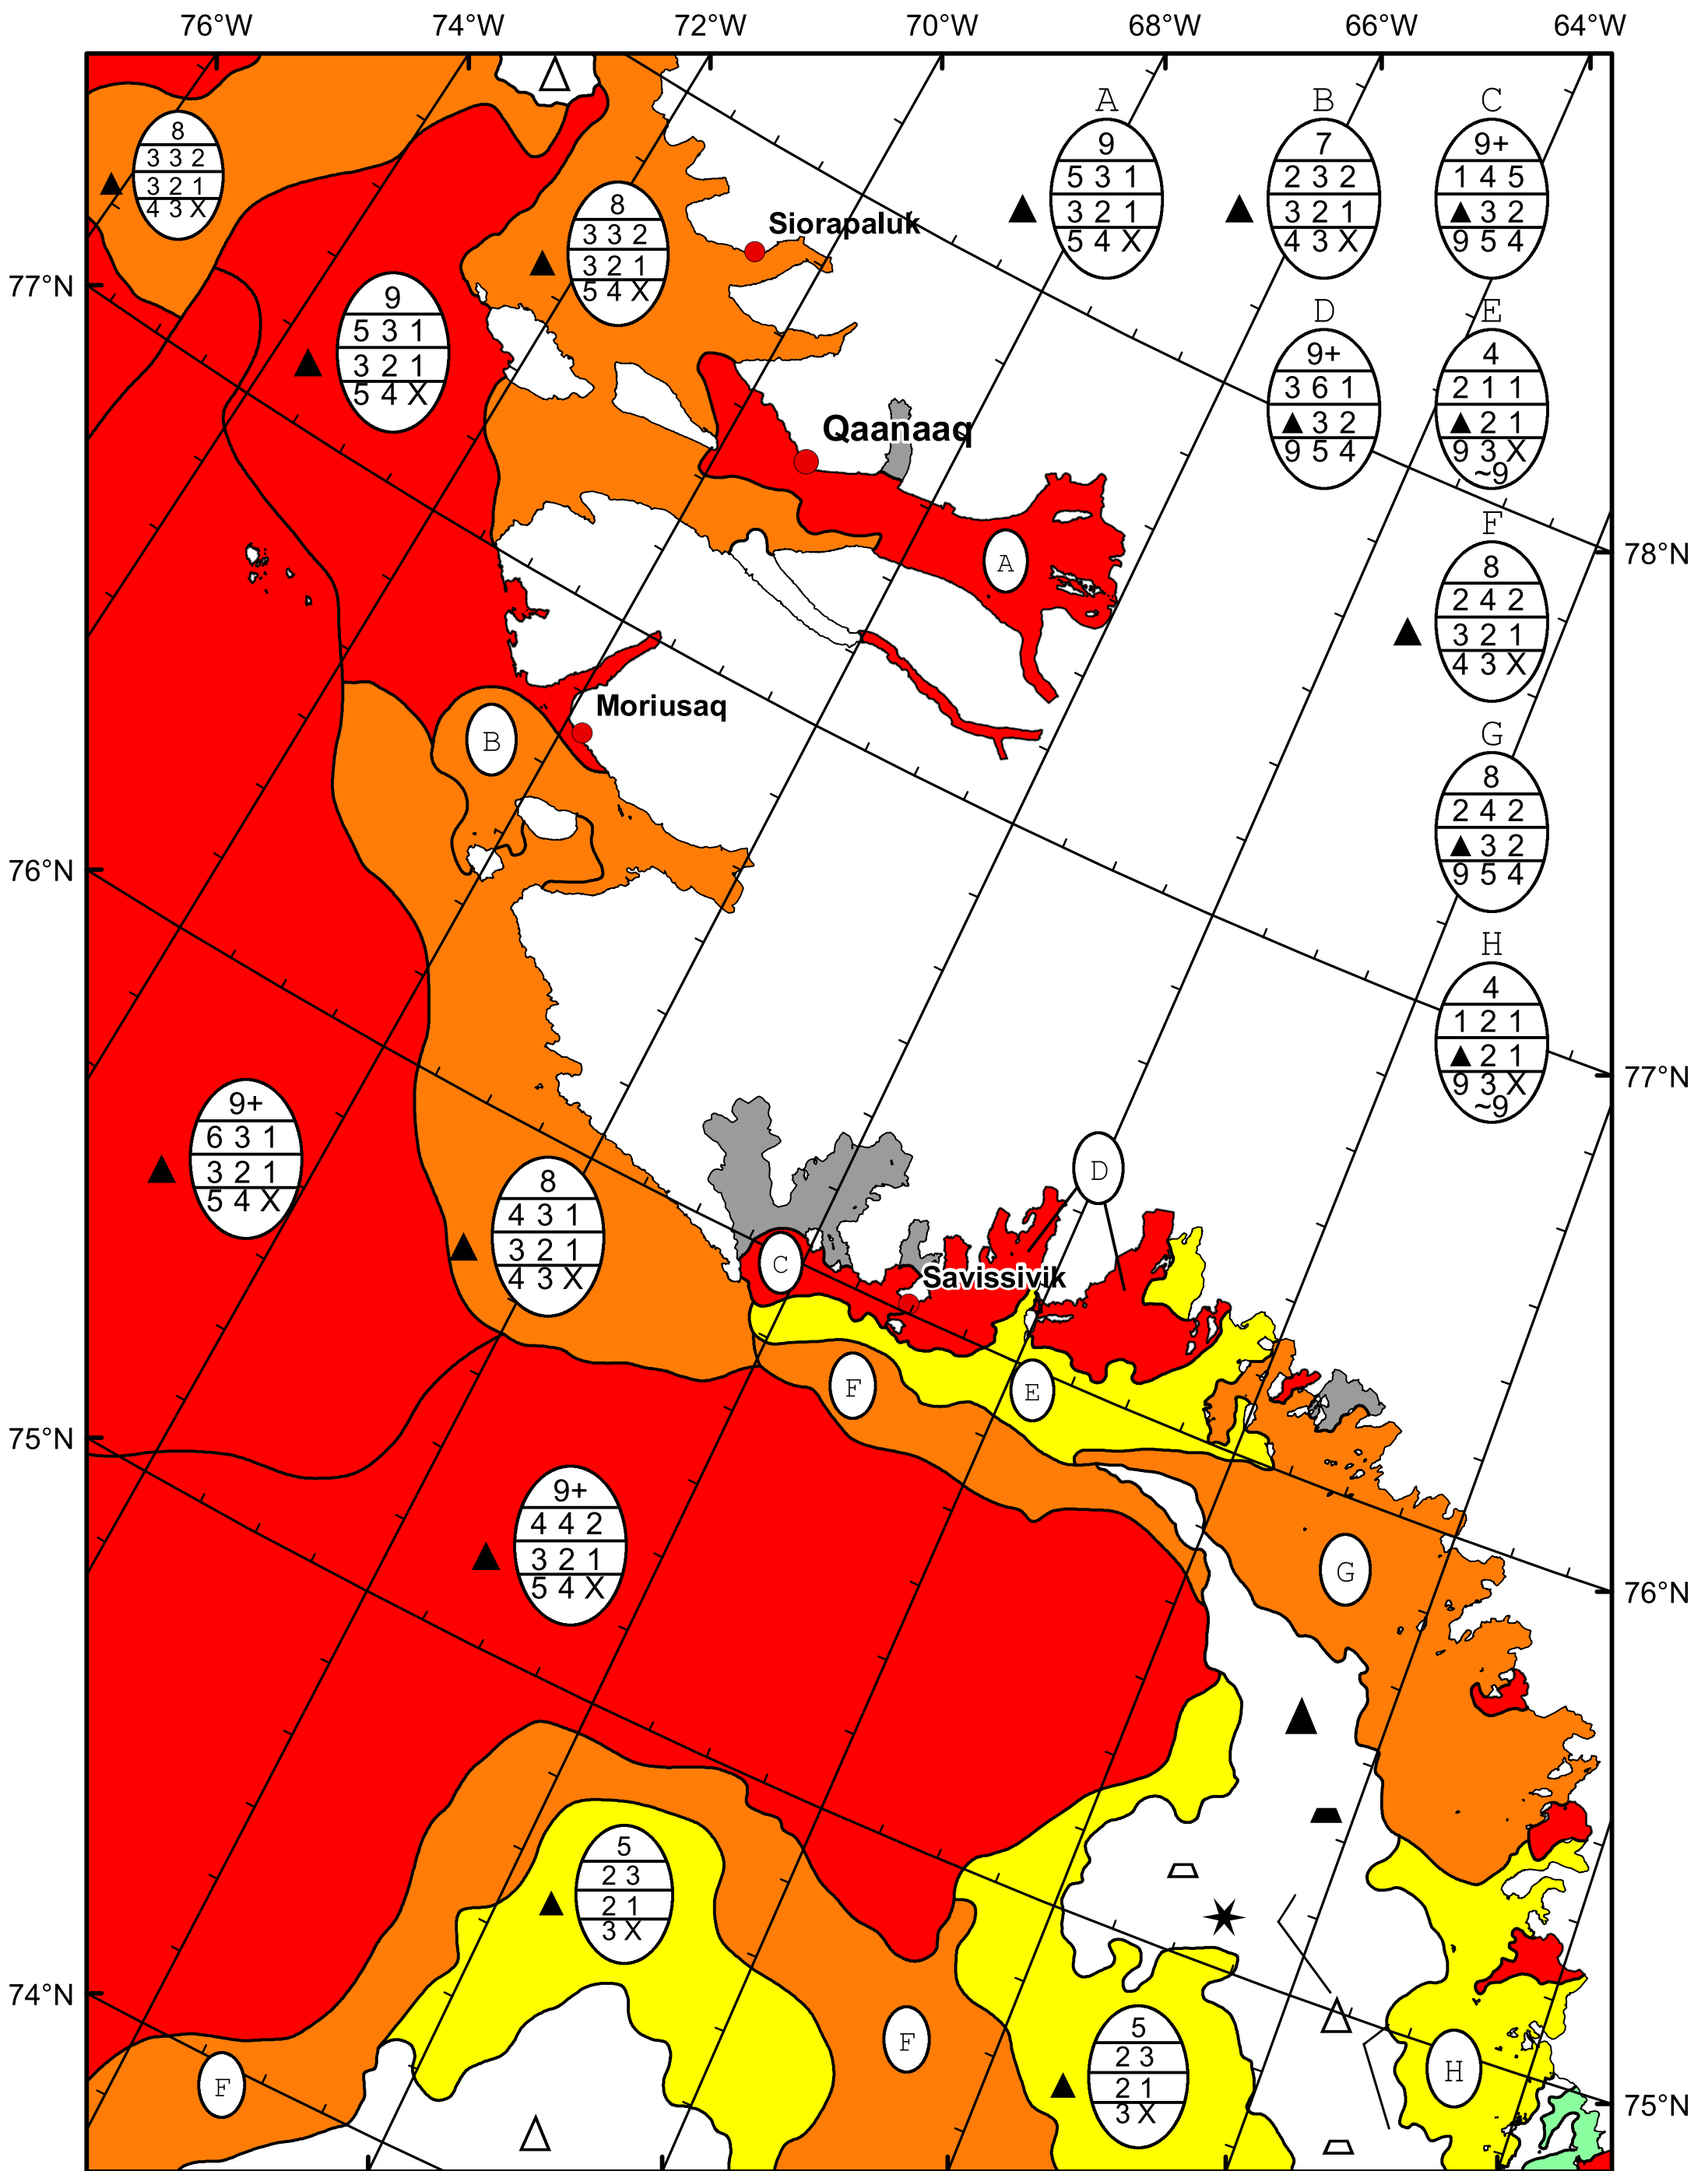 76°W 74°W 72°W 70°W 68°W 66°W 64°W
A B C
8
3 3 2
3 2 1
4 3 X
9
5 3 1
3 2 1
5 4 X
7
2 3 2
3 2 1
4 3 X
9+
1 4 5
▲ 3 2
9 5 4
8
3 3 2
3 2 1
5 4 X
Siorapaluk
77°N
9
5 3 1
3 2 1
5 4 X
D E
9+
3 6 1
▲ 3 2
9 5 4
4
2 1 1
▲ 2 1
9 3 X
~9
Qaanaaq
F
8
2 4 2
3 2 1
4 3 X
78°N
A
Moriusaq
B
G
8
2 4 2
▲ 3 2
9 5 4
76°N
H
4
1 2 1
▲ 2 1
9 3 X
~9
77°N
9+
6 3 1
3 2 1
5 4 X
8
4 3 1
3 2 1
4 3 X
D
C
Savissivik
F
E
75°N
9+
4 4 2
3 2 1
5 4 X
G
76°N
5
2 3
2 1
3 X
74°N
F
F
5
2 3
2 1
3 X
H
75°N